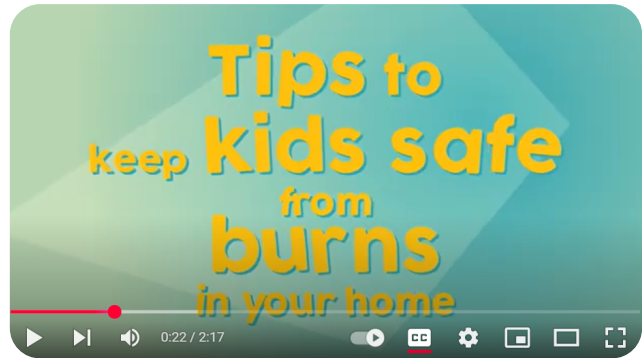 Tips to
keep kids safe
from
burns
in your home
0:22 / 2:17
CC